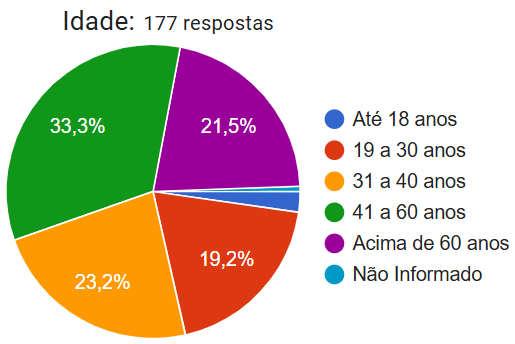 Idade: 177 respostas
33,3%
21,5%
19,2%
23,2%
Até 18 anos
19 a 30 anos
31 a 40 anos
41 a 60 anos
Acima de 60 anos
Não Informado